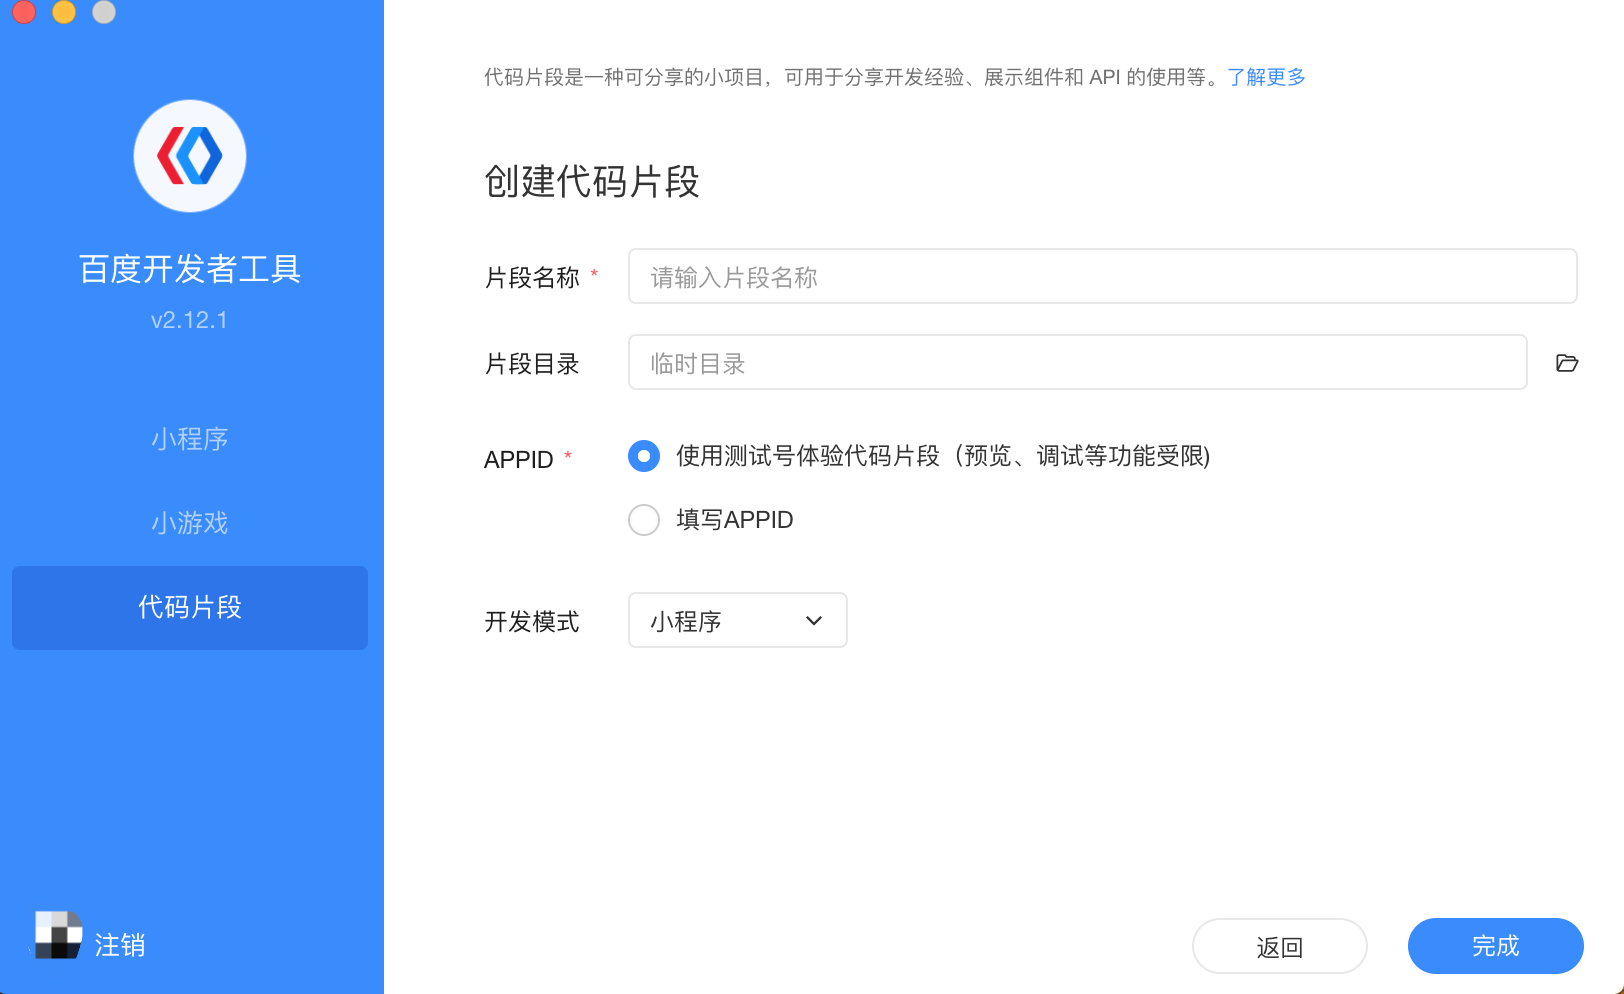 百度开发者工具
v2.12.1
小程序
小游戏
代码片段
注销
代码片段是一种可分享的小项目，可用于分享开发经验、展示组件和 API 的使用等。了解更多
创建代码片段
片段名称 * 请输入片段名称
片段目录 临时目录
APPID * 使用测试号体验代码片段（预览、调试等功能受限)
填写APPID
开发模式 小程序
返回 完成